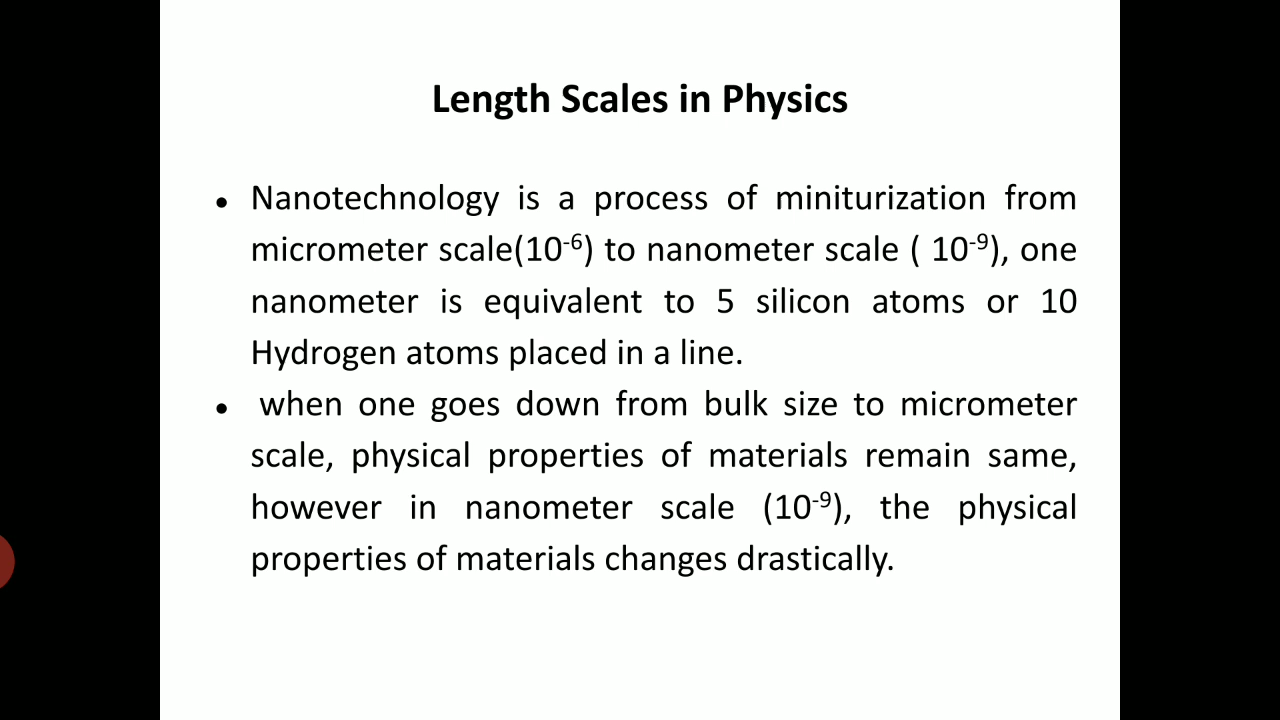 Length Scales in Physics
• Nanotechnology is a process of miniturization from
micrometer scale(10⁻⁶) to nanometer scale ( 10⁻⁹), one
nanometer is equivalent to 5 silicon atoms or 10
Hydrogen atoms placed in a line.
• when one goes down from bulk size to micrometer
scale, physical properties of materials remain same,
however in nanometer scale (10⁻⁹), the physical
properties of materials changes drastically.